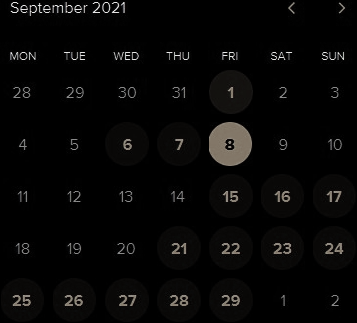 September 2021
MON TUE WED THU FRI SAT SUN
28 29 30 31 1 2 3
4 5 6 7 8 9 10
11 12 13 14 15 16 17
18 19 20 21 22 23 24
25 26 27 28 29 1 2